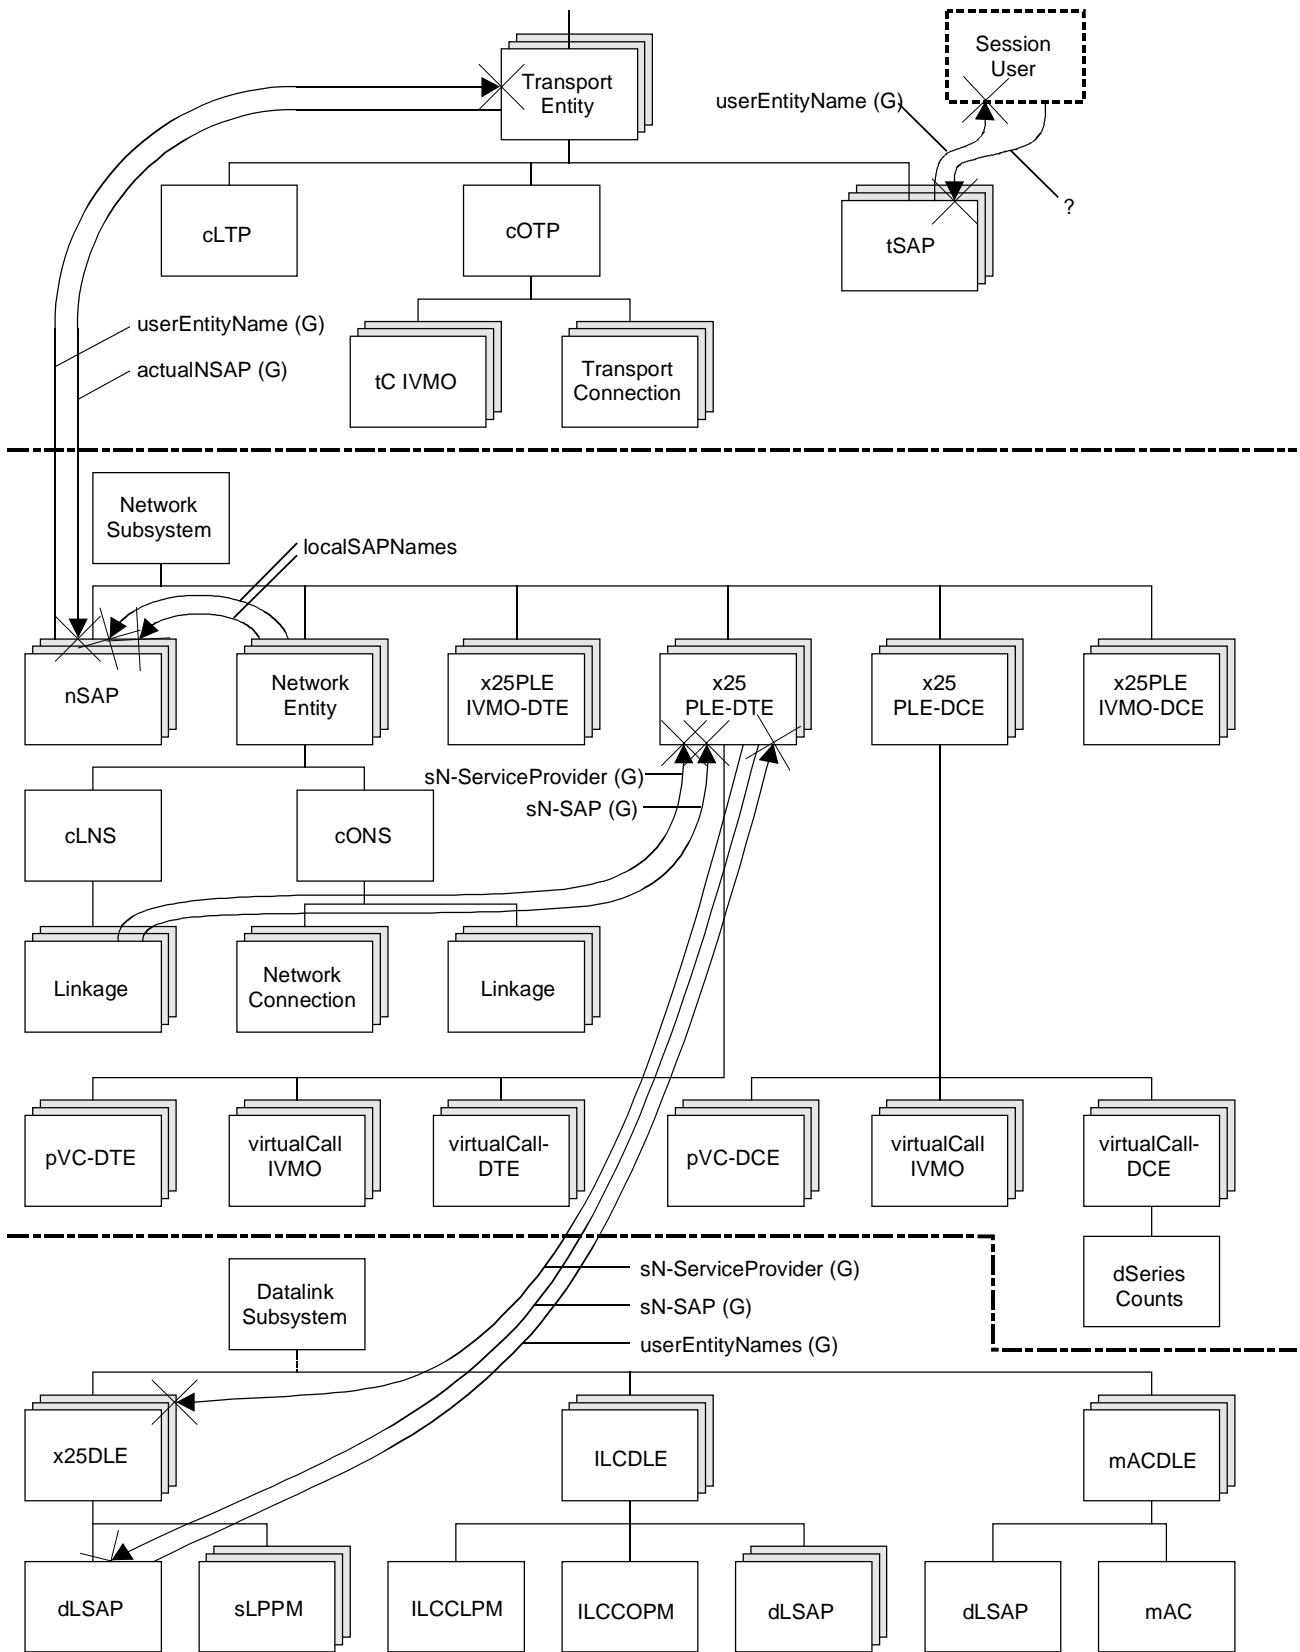 Session
User
Transport
Entity
userEntityName (G)
?
cLTP
cOTP
tSAP
userEntityName (G)
actualNSAP (G)
tC IVMO
Transport
Connection
Network
Subsystem
localSAPNames
nSAP
Network
Entity
x25PLE
IVMO-DTE
x25
PLE-DTE
x25
PLE-DCE
x25PLE
IVMO-DCE
sN-ServiceProvider (G)
sN-SAP (G)
cLNS
cONS
Linkage
Network
Connection
Linkage
pVC-DTE
virtualCall
IVMO
virtualCall-
DTE
pVC-DCE
virtualCall
IVMO
virtualCall-
DCE
sN-ServiceProvider (G)
sN-SAP (G)
userEntityNames (G)
dSeries
Counts
Datalink
Subsystem
x25DLE
lLCDLE
mACDLE
dLSAP
sLPPM
lLCCLPM
lLCCOPM
dLSAP
dLSAP
mAC